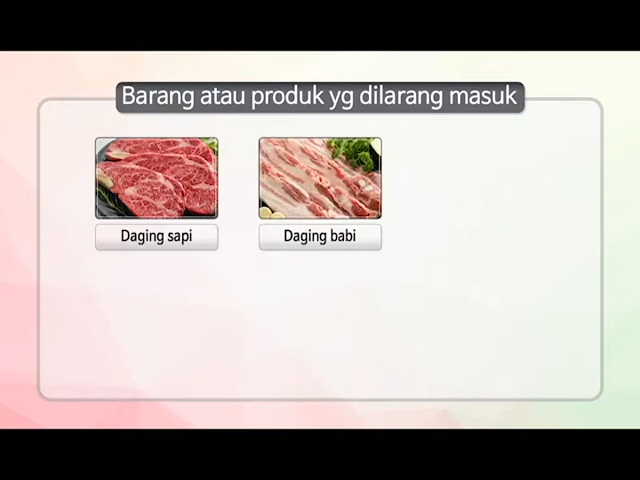 Barang atau produk yg dilarang masuk
Daging sapi
Daging babi